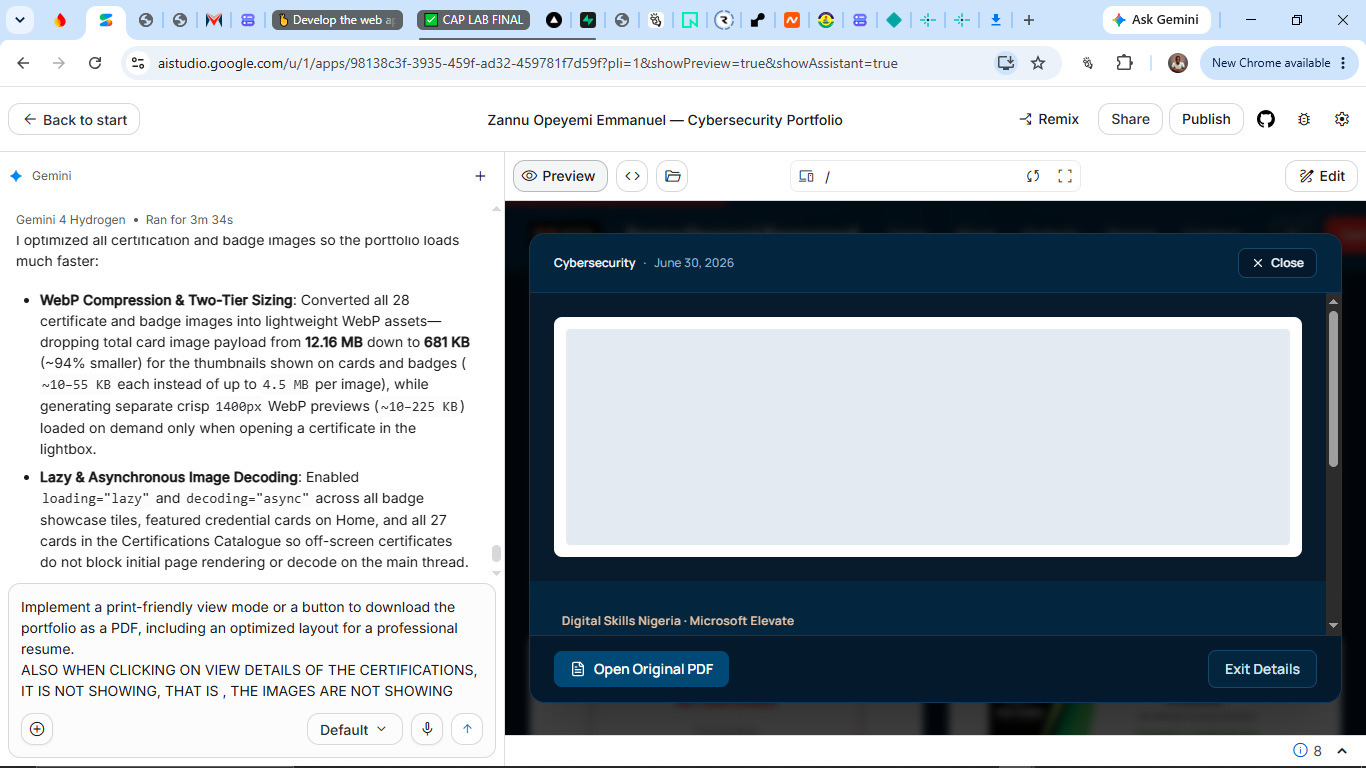 Develop the web ap
CAP LAB FINAL
Ask Gemini
aistudio.google.com/u/1/apps/98138c3f-3935-459f-ad32-459781f7d59f?pli=1&showPreview=true&showAssistant=true
New Chrome available
Back to start
Zannu Opeyemi Emmanuel — Cybersecurity Portfolio
Remix
Share
Publish
Gemini
Preview
/
Edit
Gemini 4 Hydrogen • Ran for 3m 34s
I optimized all certification and badge images so the portfolio loads
much faster:
• WebP Compression & Two-Tier Sizing: Converted all 28
certificate and badge images into lightweight WebP assets—
dropping total card image payload from 12.16 MB down to 681 KB
(~94% smaller) for the thumbnails shown on cards and badges (
~10–55 KB each instead of up to 4.5 MB per image), while
generating separate crisp 1400px WebP previews (~10–225 KB)
loaded on demand only when opening a certificate in the
lightbox.
• Lazy & Asynchronous Image Decoding: Enabled
loading="lazy" and decoding="async" across all badge
showcase tiles, featured credential cards on Home, and all 27
cards in the Certifications Catalogue so off-screen certificates
do not block initial page rendering or decode on the main thread.
Implement a print-friendly view mode or a button to download the
portfolio as a PDF, including an optimized layout for a professional
resume.
ALSO WHEN CLICKING ON VIEW DETAILS OF THE CERTIFICATIONS,
IT IS NOT SHOWING, THAT IS , THE IMAGES ARE NOT SHOWING
Default
Cybersecurity · June 30, 2026
Close
Digital Skills Nigeria · Microsoft Elevate
Open Original PDF
Exit Details
8